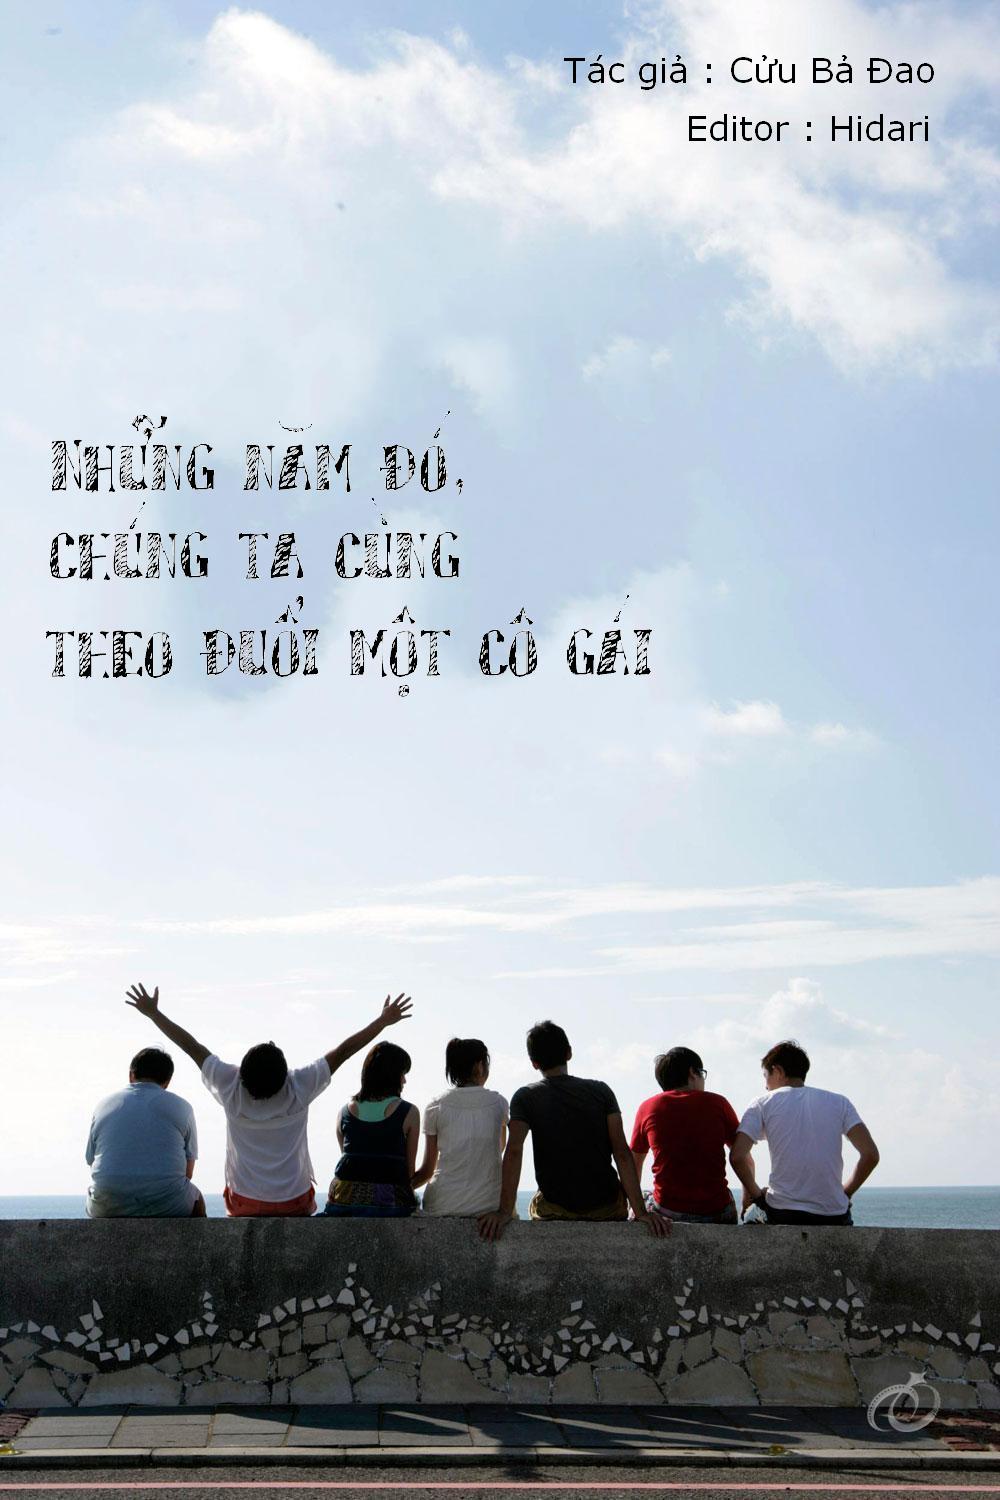 Tác giả : Cửu Bả Đao
Editor : Hidari
Những năm đó,
chúng ta cùng
theo đuổi một cô gái